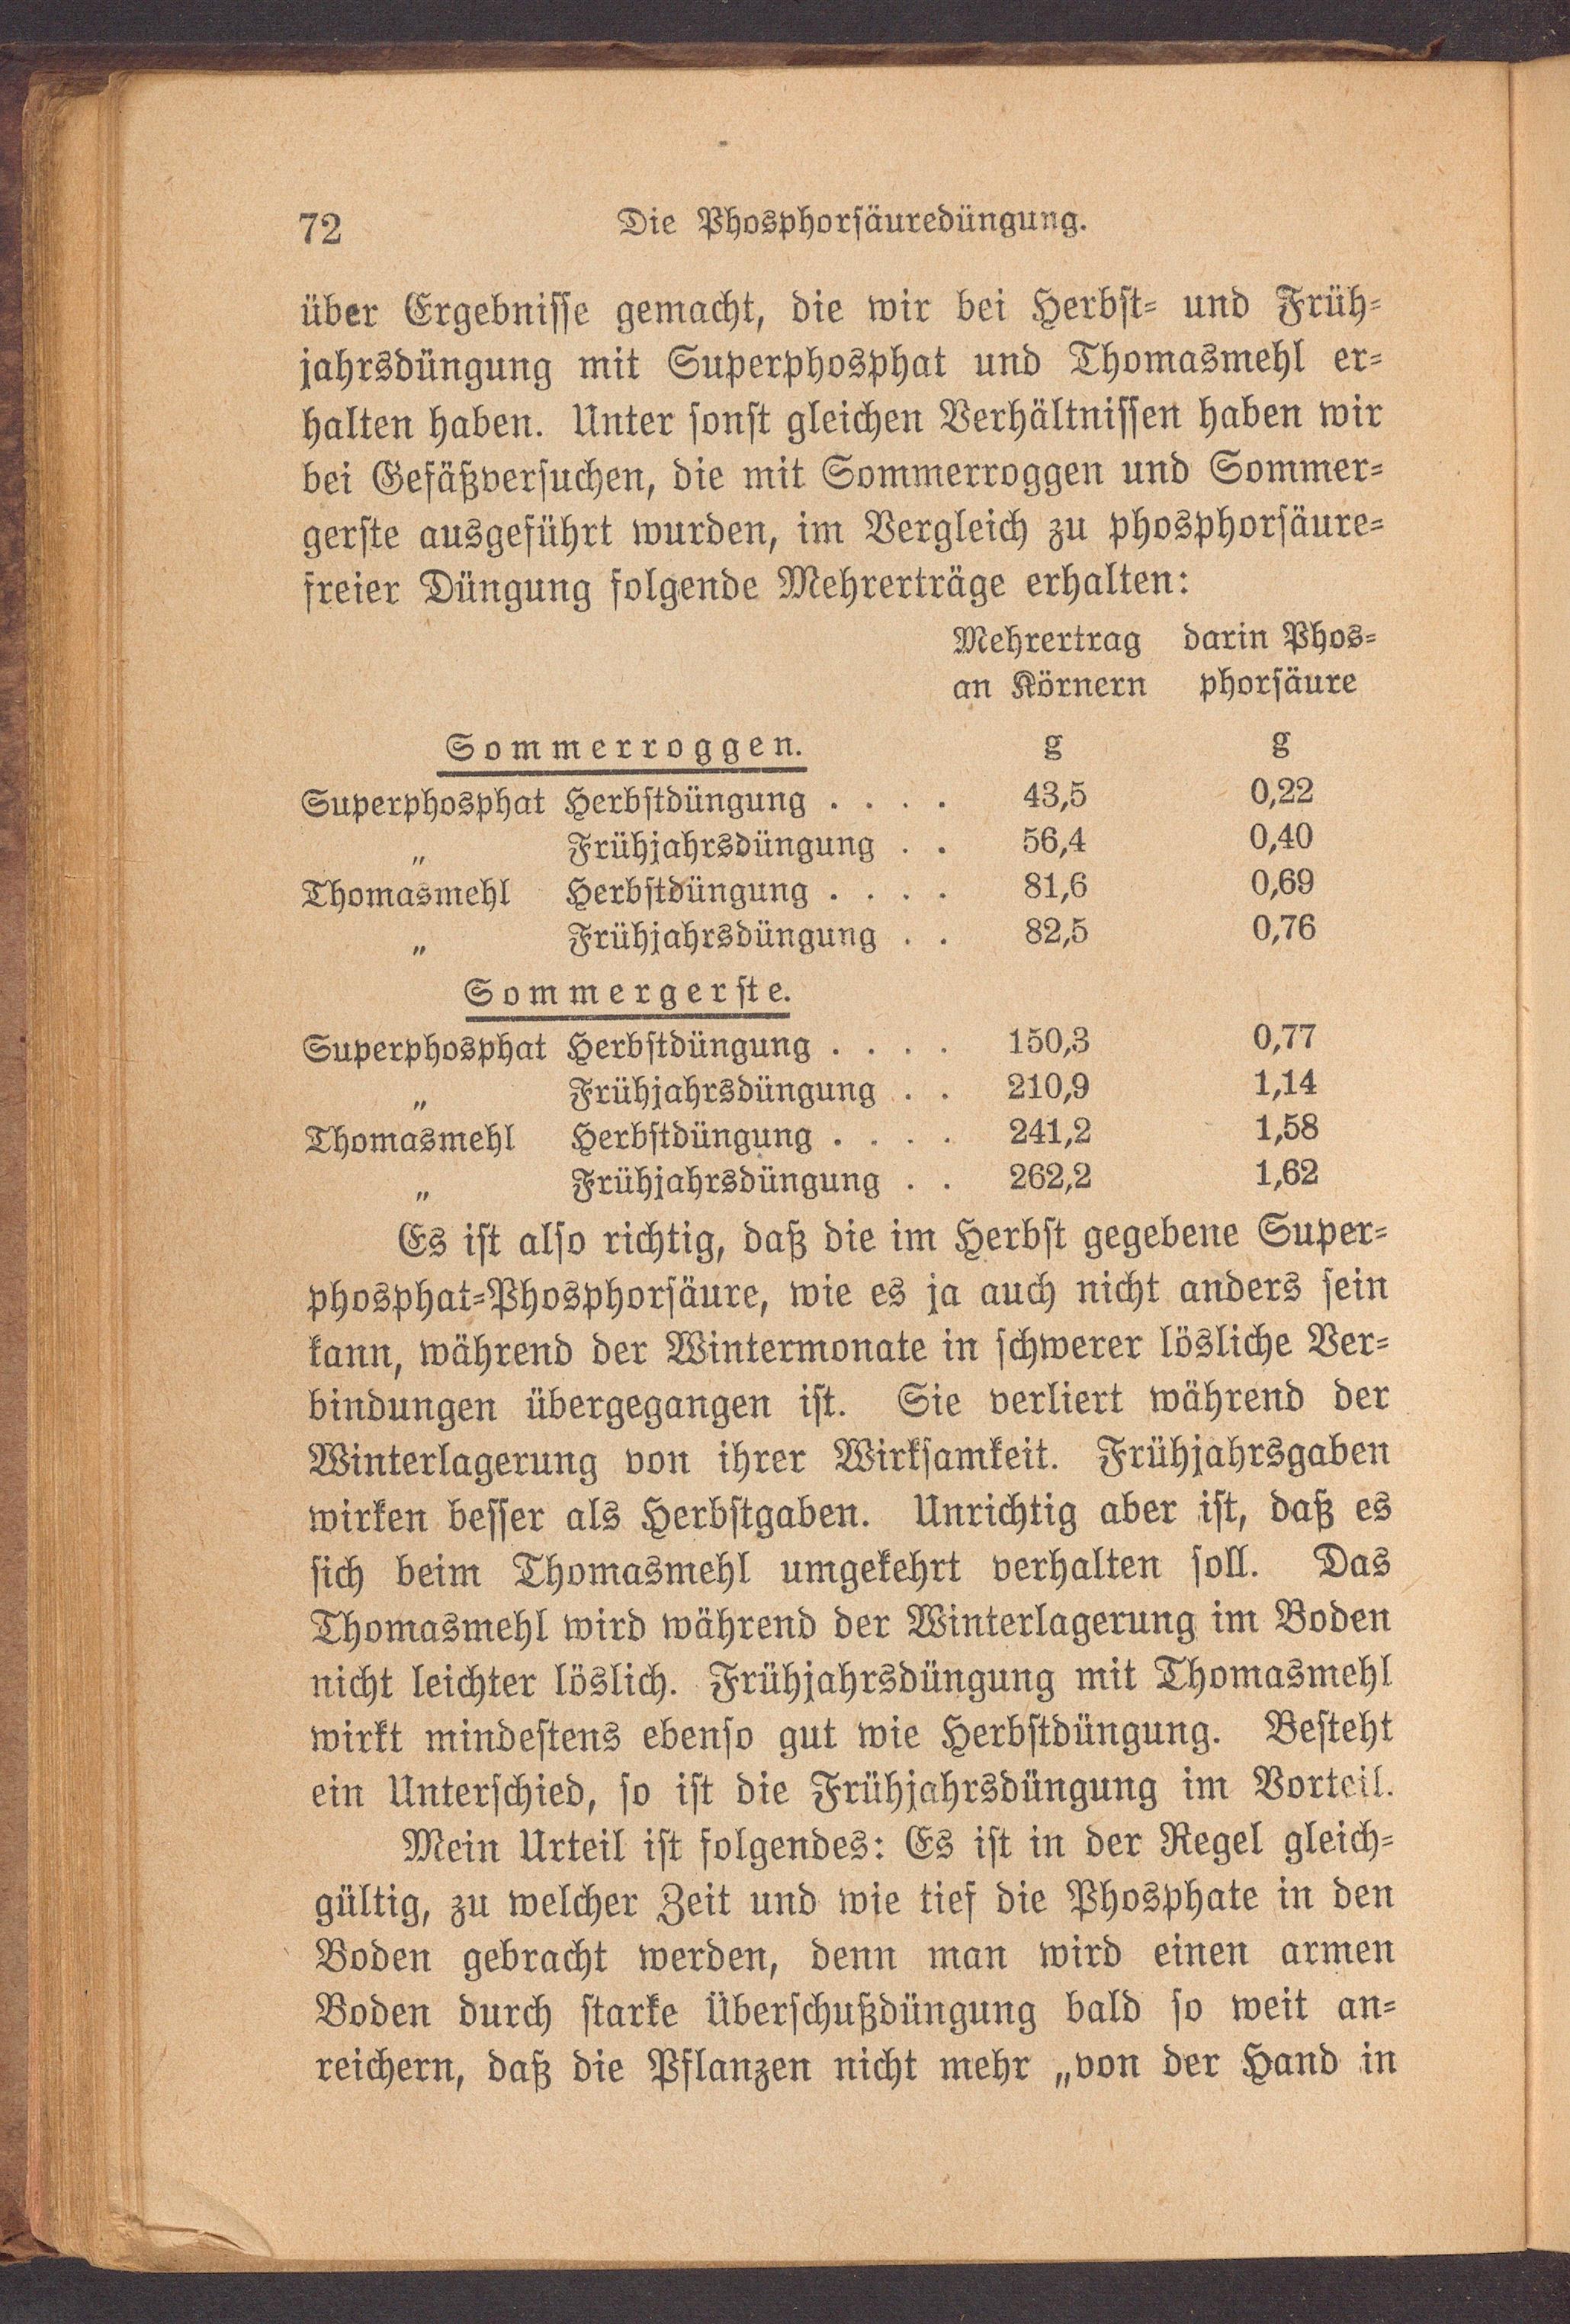 72 Die Phosphorsäuredüngung.
über Ergebnisse gemacht, die wir bei Herbst- und Früh-
jahrsdüngung mit Superphosphat und Thomasmehl er-
halten haben. Unter sonst gleichen Verhältnissen haben wir
bei Gefäßversuchen, die mit Sommerroggen und Sommer-
gerste ausgeführt wurden, im Vergleich zu phosphorsäure-
freier Düngung folgende Mehrerträge erhalten:
Mehrertrag darin Phos-
an Körnern phorsäure
Sommerroggen. g g
Superphosphat Herbstdüngung . . . . 43,5 0,22
„ Frühjahrsdüngung . . 56,4 0,40
Thomasmehl Herbstdüngung . . . . 81,6 0,69
„ Frühjahrsdüngung . . 82,5 0,76
Sommergerste.
Superphosphat Herbstdüngung . . . . 150,3 0,77
„ Frühjahrsdüngung . . 210,9 1,14
Thomasmehl Herbstdüngung . . . . 241,2 1,58
„ Frühjahrsdüngung . . 262,2 1,62
Es ist also richtig, daß die im Herbst gegebene Super-
phosphat-Phosphorsäure, wie es ja auch nicht anders sein
kann, während der Wintermonate in schwerer lösliche Ver-
bindungen übergegangen ist. Sie verliert während der
Winterlagerung von ihrer Wirksamkeit. Frühjahrsgaben
wirken besser als Herbstgaben. Unrichtig aber ist, daß es
sich beim Thomasmehl umgekehrt verhalten soll. Das
Thomasmehl wird während der Winterlagerung im Boden
nicht leichter löslich. Frühjahrsdüngung mit Thomasmehl
wirkt mindestens ebenso gut wie Herbstdüngung. Besteht
ein Unterschied, so ist die Frühjahrsdüngung im Vorteil.
Mein Urteil ist folgendes: Es ist in der Regel gleich-
gültig, zu welcher Zeit und wie tief die Phosphate in den
Boden gebracht werden, denn man wird einen armen
Boden durch starke Überschußdüngung bald so weit an-
reichern, daß die Pflanzen nicht mehr „von der Hand in